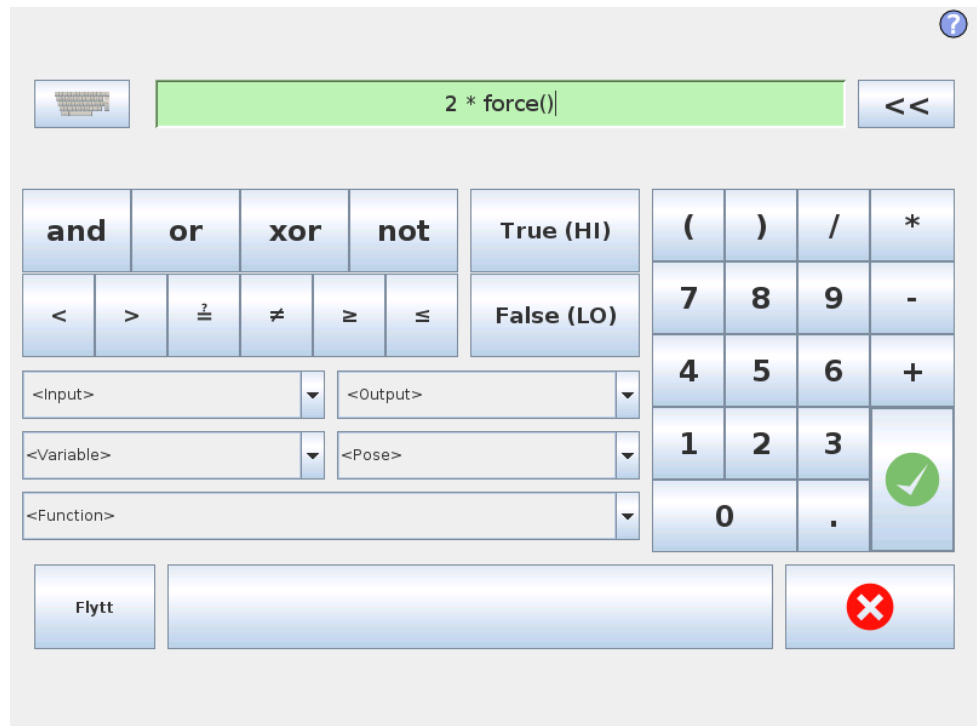 ?
2 * force()
<<
and or xor not True (HI) ( ) / *
< > ≟ ≠ ≥ ≤ False (LO) 7 8 9 -
<Input> <Output> 4 5 6 +
<Variable> <Pose> 1 2 3
<Function> 0 .
Flytt